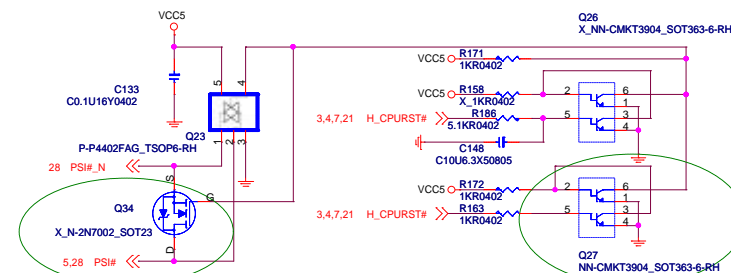 VCC5
Q26
X_NN-CMKT3904_SOT363-6-RH
C133
C0.1U16Y0402
5
4
Q23
1
2
3
P-P4402FAG_TSOP6-RH
VCC5
R171
1KR0402
VCC5
R158
X_1KR0402
2
6
1
3,4,7,21 H_CPURST#
R186
5.1KR0402
5
3
4
C148
C10U6.3X50805
28 PSI#_N
S
Q34
G
X_N-2N7002_SOT23
D
5,28 PSI#
VCC5
R172
1KR0402
2
6
1
3,4,7,21 H_CPURST#
R163
1KR0402
5
3
4
Q27
NN-CMKT3904_SOT363-6-RH